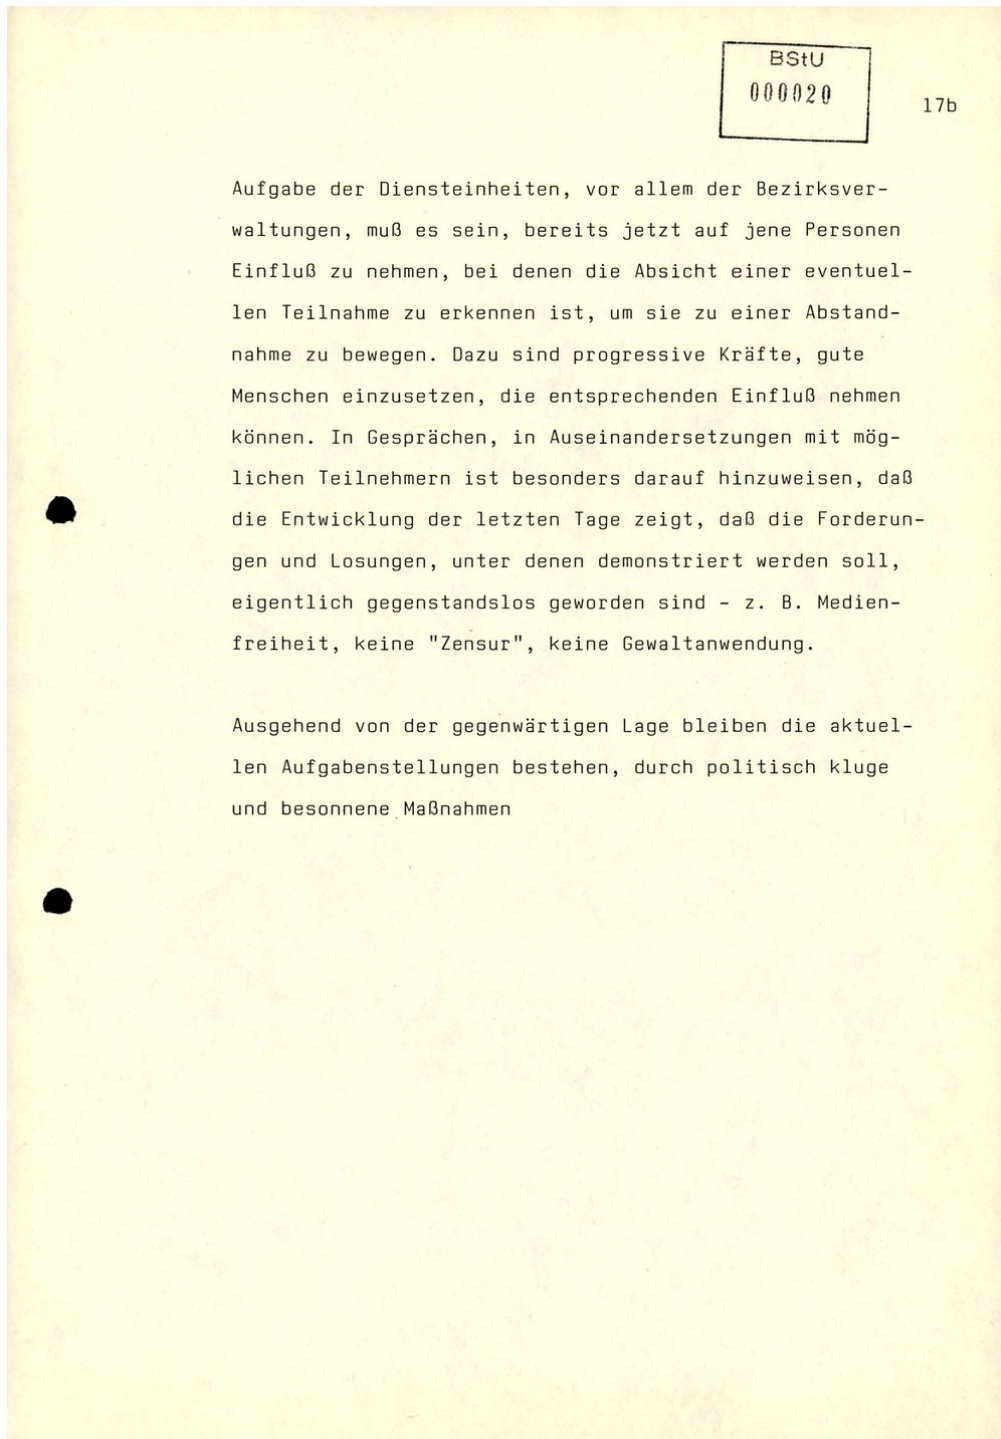 BStU
000020
17b
Aufgabe der Diensteinheiten, vor allem der Bezirksver-
waltungen, muß es sein, bereits jetzt auf jene Personen
Einfluß zu nehmen, bei denen die Absicht einer eventuel-
len Teilnahme zu erkennen ist, um sie zu einer Abstand-
nahme zu bewegen. Dazu sind progressive Kräfte, gute
Menschen einzusetzen, die entsprechenden Einfluß nehmen
können. In Gesprächen, in Auseinandersetzungen mit mög-
lichen Teilnehmern ist besonders darauf hinzuweisen, daß
die Entwicklung der letzten Tage zeigt, daß die Forderun-
gen und Losungen, unter denen demonstriert werden soll,
eigentlich gegenstandslos geworden sind - z. B. Medien-
freiheit, keine "Zensur", keine Gewaltanwendung.
Ausgehend von der gegenwärtigen Lage bleiben die aktuel-
len Aufgabenstellungen bestehen, durch politisch kluge
und besonnene Maßnahmen